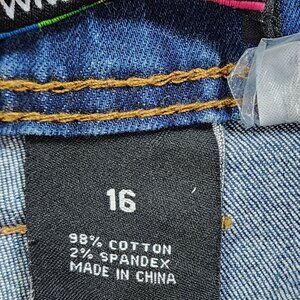 16
98% COTTON
2% SPANDEX
MADE IN CHINA